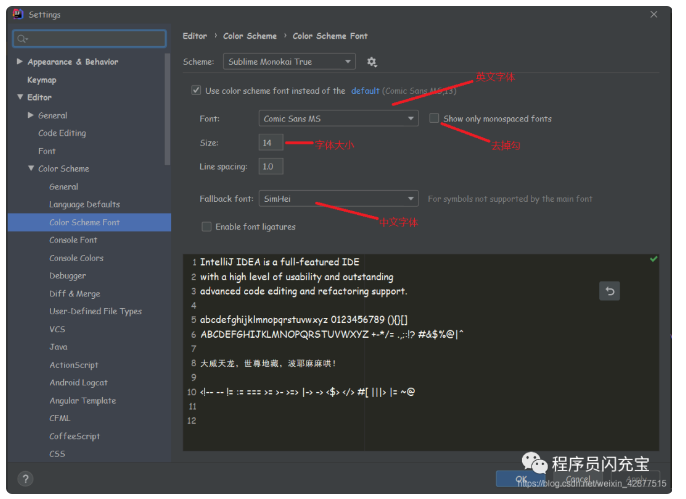 Settings
Appearance & Behavior
Keymap
Editor
General
Code Editing
Font
Color Scheme
General
Language Defaults
Color Scheme Font
Console Font
Console Colors
Debugger
Diff & Merge
User-Defined File Types
VCS
Java
ActionScript
Android Logcat
Angular Template
CFML
CoffeeScript
CSS
Editor › Color Scheme › Color Scheme Font
Scheme: Sublime Monokai True
英文字体
Use color scheme font instead of the default (Comic Sans MS,13)
Font: Comic Sans MS Show only monospaced fonts
Size: 14 字体大小 去掉勾
Line spacing: 1.0
Fallback font: SimHei For symbols not supported by the main font
中文字体
Enable font ligatures
1 IntelliJ IDEA is a full-featured IDE
2 with a high level of usability and outstanding
3 advanced code editing and refactoring support.
4
5 abcdefghijklmnopqrstuvwxyz 0123456789 (){}[]
6 ABCDEFGHIJKLMNOPQRSTUVWXYZ +-*/= .,;:!? #&$%@|^
7
8 大威天龙，世尊地藏，波耶麻麻哄！
9
10 <!-- -- != := === >= >- >=> |-> -> <$> </> #[ |||> |= ~@
11
12
程序员闪充宝
? OK Cancel Apply
https://blog.csdn.net/weixin_42877515